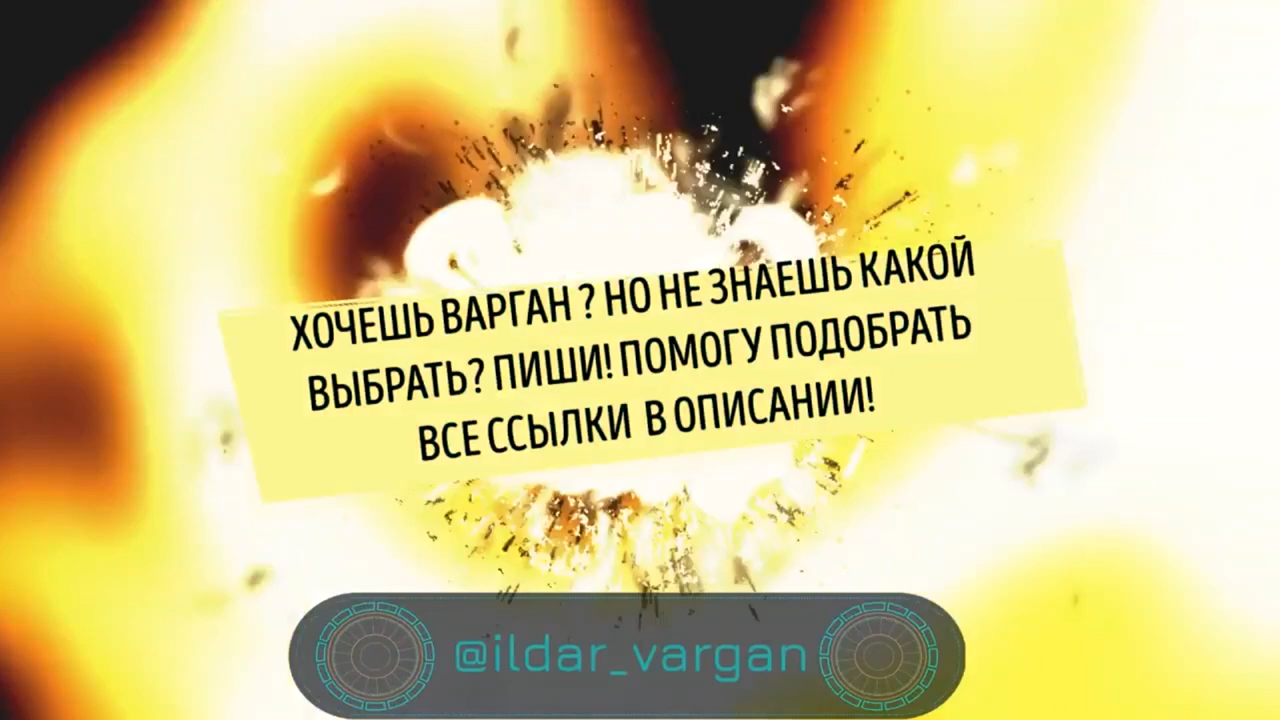 ХОЧЕШЬ ВАРГАН ? НО НЕ ЗНАЕШЬ КАКОЙ
ВЫБРАТЬ? ПИШИ! ПОМОГУ ПОДОБРАТЬ
ВСЕ ССЫЛКИ В ОПИСАНИИ!
@ildar_vargan